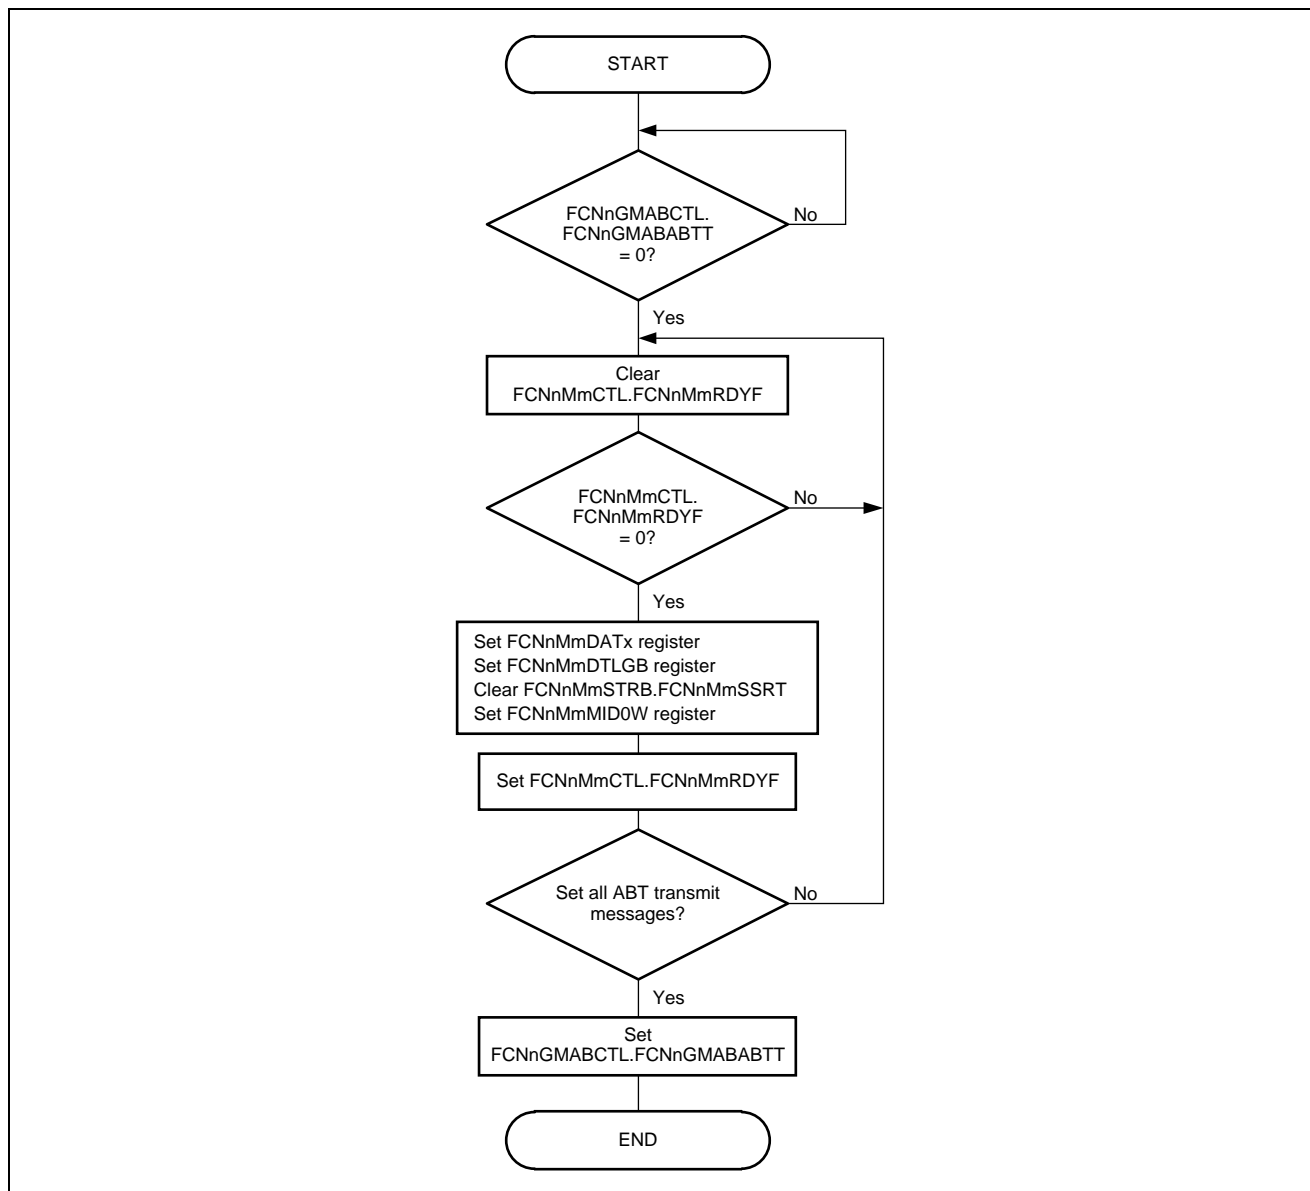 START
FCNnGMABCTL.
FCNnGMABABTT
= 0?
No
Yes
Clear
FCNnMmCTL.FCNnMmRDYF
FCNnMmCTL.
FCNnMmRDYF
= 0?
No
Yes
Set FCNnMmDATx register
Set FCNnMmDTLGB register
Clear FCNnMmSTRB.FCNnMmSSRT
Set FCNnMmMID0W register
Set FCNnMmCTL.FCNnMmRDYF
Set all ABT transmit
messages?
No
Yes
Set
FCNnGMABCTL.FCNnGMABABTT
END